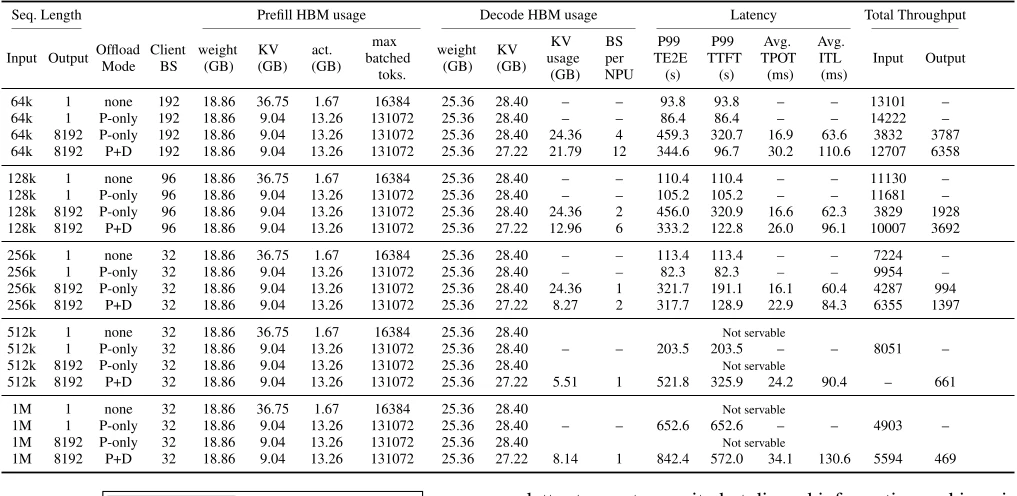 Seq. Length Prefill HBM usage Decode HBM usage Latency Total Throughput
Input Output Offload Mode Client BS weight (GB) KV (GB) act. (GB) max batched toks. weight (GB) KV (GB) KV usage (GB) BS per NPU P99 TE2E (s) P99 TTFT (s) Avg. TPOT (ms) Avg. ITL (ms) Input Output
64k 1 none 192 18.86 36.75 1.67 16384 25.36 28.40 – – 93.8 93.8 – – 13101 –
64k 1 P-only 192 18.86 9.04 13.26 131072 25.36 28.40 – – 86.4 86.4 – – 14222 –
64k 8192 P-only 192 18.86 9.04 13.26 131072 25.36 28.40 24.36 4 459.3 320.7 16.9 63.6 3832 3787
64k 8192 P+D 192 18.86 9.04 13.26 131072 25.36 27.22 21.79 12 344.6 96.7 30.2 110.6 12707 6358
128k 1 none 96 18.86 36.75 1.67 16384 25.36 28.40 – – 110.4 110.4 – – 11130 –
128k 1 P-only 96 18.86 9.04 13.26 131072 25.36 28.40 – – 105.2 105.2 – – 11681 –
128k 8192 P-only 96 18.86 9.04 13.26 131072 25.36 28.40 24.36 2 456.0 320.9 16.6 62.3 3829 1928
128k 8192 P+D 96 18.86 9.04 13.26 131072 25.36 27.22 12.96 6 333.2 122.8 26.0 96.1 10007 3692
256k 1 none 32 18.86 36.75 1.67 16384 25.36 28.40 – – 113.4 113.4 – – 7224 –
256k 1 P-only 32 18.86 9.04 13.26 131072 25.36 28.40 – – 82.3 82.3 – – 9954 –
256k 8192 P-only 32 18.86 9.04 13.26 131072 25.36 28.40 24.36 1 321.7 191.1 16.1 60.4 4287 994
256k 8192 P+D 32 18.86 9.04 13.26 131072 25.36 27.22 8.27 2 317.7 128.9 22.9 84.3 6355 1397
512k 1 none 32 18.86 36.75 1.67 16384 25.36 28.40 Not servable
512k 1 P-only 32 18.86 9.04 13.26 131072 25.36 28.40 – – 203.5 203.5 – – 8051 –
512k 8192 P-only 32 18.86 9.04 13.26 131072 25.36 28.40 Not servable
512k 8192 P+D 32 18.86 9.04 13.26 131072 25.36 27.22 5.51 1 521.8 325.9 24.2 90.4 – 661
1M 1 none 32 18.86 36.75 1.67 16384 25.36 28.40 Not servable
1M 1 P-only 32 18.86 9.04 13.26 131072 25.36 28.40 – – 652.6 652.6 – – 4903 –
1M 8192 P-only 32 18.86 9.04 13.26 131072 25.36 28.40 Not servable
1M 8192 P+D 32 18.86 9.04 13.26 131072 25.36 27.22 8.14 1 842.4 572.0 34.1 130.6 5594 469